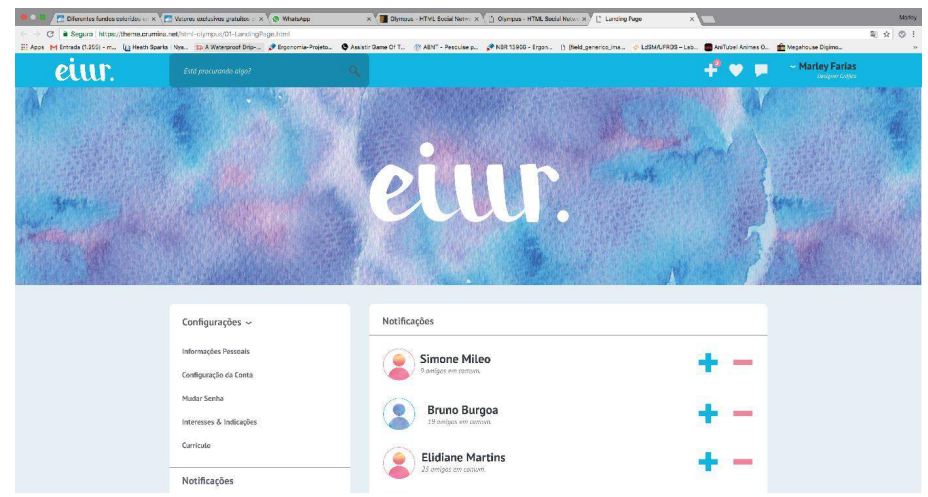 Diferentes fundos coloridos
Vetores exclusivos gratuitos
WhatsApp
Olympus - HTML Social Netw
Olympus - HTML Social Netw
Landing Page
Marley
Seguro
https://theme.crumina.net/html-olympus/01-LandingPage.html
Apps
Entrada (1.255) - m...
Heath Sparks | Nya...
A Waterproof Drip-...
Ergonomia-Projeto...
Assistir Game Of T...
ABNT - Pesquise p...
NBR 13966 - Ergon...
[field_generico_ima...
LdSM/UFRGS – Lab...
AniTube! Animes O...
Megahouse Digimo...
eiur.
Está procurando algo?
Marley Farias
Designer Gráfico
eiur.
Configurações
Informações Pessoais
Configuração da Conta
Mudar Senha
Interesses & Indicações
Currículo
Notificações
Notificações
Simone Mileo
9 amigos em comum.
Bruno Burgoa
19 amigos em comum.
Elidiane Martins
25 amigos em comum.